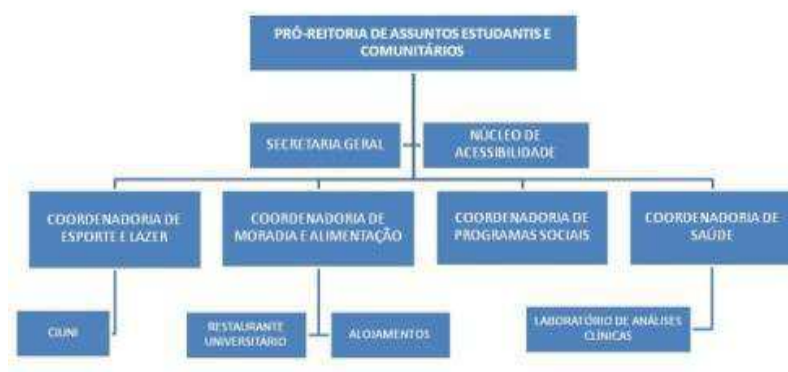 PRÓ-REITORIA DE ASSUNTOS ESTUDANTIS E
COMUNITÁRIOS
SECRETARIA GERAL
NÚCLEO DE
ACESSIBILIDADE
COORDENADORIA DE
ESPORTE E LAZER
COORDENADORIA DE
MORADIA E ALIMENTAÇÃO
COORDENADORIA DE
PROGRAMAS SOCIAIS
COORDENADORIA DE
SAÚDE
CIUNI
RESTAURANTE
UNIVERSITÁRIO
ALOJAMENTOS
LABORATÓRIO DE ANÁLISES
CLÍNICAS